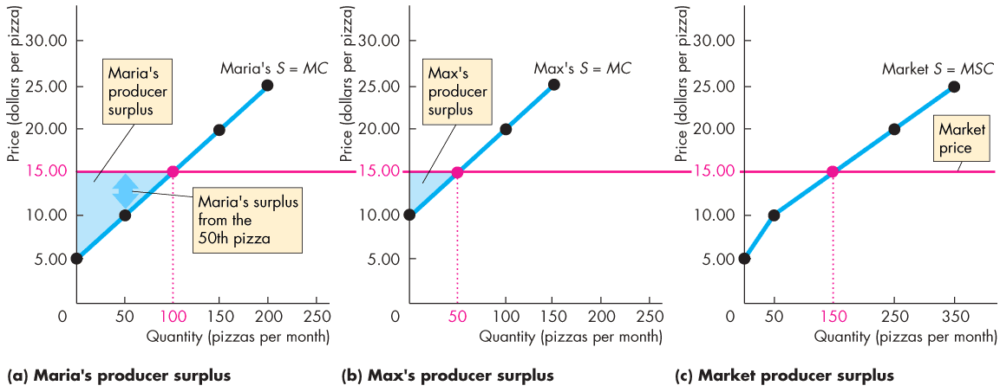 Price (dollars per pizza)
30.00
25.00
20.00
15.00
10.00
5.00
0
50
100
150
200
250
Quantity (pizzas per month)
Maria's
producer
surplus
Maria's S = MC
Maria's surplus
from the
50th pizza
(a) Maria's producer surplus
Price (dollars per pizza)
30.00
25.00
20.00
15.00
10.00
5.00
0
50
100
150
200
250
Quantity (pizzas per month)
Max's
producer
surplus
Max's S = MC
(b) Max's producer surplus
Price (dollars per pizza)
30.00
25.00
20.00
15.00
10.00
5.00
0
50
150
250
350
Quantity (pizzas per month)
Market S = MSC
Market
price
(c) Market producer surplus